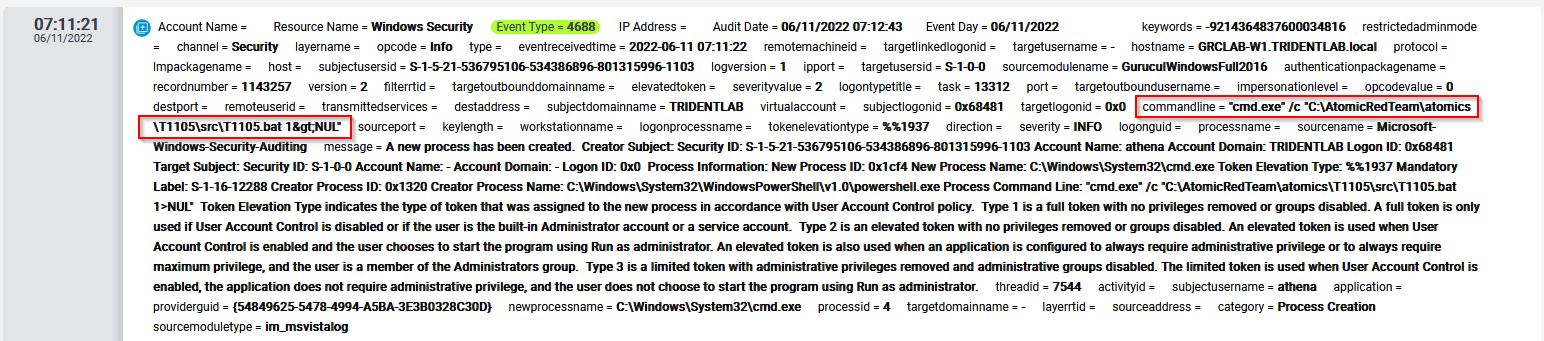 07:11:21
06/11/2022
Account Name = Resource Name = Windows Security Event Type = 4688 IP Address = Audit Date = 06/11/2022 07:12:43 Event Day = 06/11/2022 keywords = -9214364837600034816 restrictedadminmode
= channel = Security layername = opcode = Info type = eventreceivedtime = 2022-06-11 07:11:22 remotemachineid = targetlinkedlogonid = targetusername = - hostname = GRCLAB-W1.TRIDENTLAB.local protocol =
lmpackagename = host = subjectusersid = S-1-5-21-536795106-534386896-801315996-1103 logversion = 1 ipport = targetusersid = S-1-0-0 sourcemodulename = GuruculWindowsFull2016 authenticationpackagename =
recordnumber = 1143257 version = 2 filterrtid = targetoutbounddomainname = elevatedtoken = severityvalue = 2 logontypetitle = task = 13312 port = targetoutboundusername = impersonationlevel = opcodevalue = 0
destport = remoteuserid = transmittedservices = destaddress = subjectdomainname = TRIDENTLAB virtualaccount = subjectlogonid = 0x68481 targetlogonid = 0x0 commandline = "cmd.exe" /c "C:\AtomicRedTeam\atomics
\T1105\src\T1105.bat 1&gt;NUL" sourceport = keylength = workstationname = logonprocessname = tokenelevationtype = %%1937 direction = severity = INFO logonguid = processname = sourcename = Microsoft-
Windows-Security-Auditing message = A new process has been created. Creator Subject: Security ID: S-1-5-21-536795106-534386896-801315996-1103 Account Name: athena Account Domain: TRIDENTLAB Logon ID: 0x68481
Target Subject: Security ID: S-1-0-0 Account Name: - Account Domain: - Logon ID: 0x0 Process Information: New Process ID: 0x1cf4 New Process Name: C:\Windows\System32\cmd.exe Token Elevation Type: %%1937 Mandatory
Label: S-1-16-12288 Creator Process ID: 0x1320 Creator Process Name: C:\Windows\System32\WindowsPowerShell\v1.0\powershell.exe Process Command Line: "cmd.exe" /c "C:\AtomicRedTeam\atomics\T1105\src\T1105.bat
1>NUL" Token Elevation Type indicates the type of token that was assigned to the new process in accordance with User Account Control policy. Type 1 is a full token with no privileges removed or groups disabled. A full token is only
used if User Account Control is disabled or if the user is the built-in Administrator account or a service account. Type 2 is an elevated token with no privileges removed or groups disabled. An elevated token is used when User
Account Control is enabled and the user chooses to start the program using Run as administrator. An elevated token is also used when an application is configured to always require administrative privilege or to always require
maximum privilege, and the user is a member of the Administrators group. Type 3 is a limited token with administrative privileges removed and administrative groups disabled. The limited token is used when User Account Control is
enabled, the application does not require administrative privilege, and the user does not choose to start the program using Run as administrator. threadid = 7544 activityid = subjectusername = athena application =
providerguid = {54849625-5478-4994-A5BA-3E3B0328C30D} newprocessname = C:\Windows\System32\cmd.exe processid = 4 targetdomainname = - layerrtid = sourceaddress = category = Process Creation
sourcemoduletype = im_msvistalog